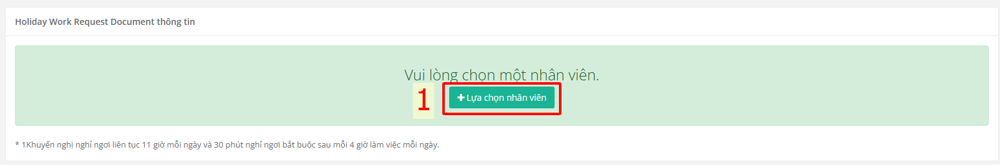 Holiday Work Request Document thông tin
Vui lòng chọn một nhân viên.
1
+ Lựa chọn nhân viên
* 1Khuyến nghị nghỉ ngơi liên tục 11 giờ mỗi ngày và 30 phút nghỉ ngơi bắt buộc sau mỗi 4 giờ làm việc mỗi ngày.